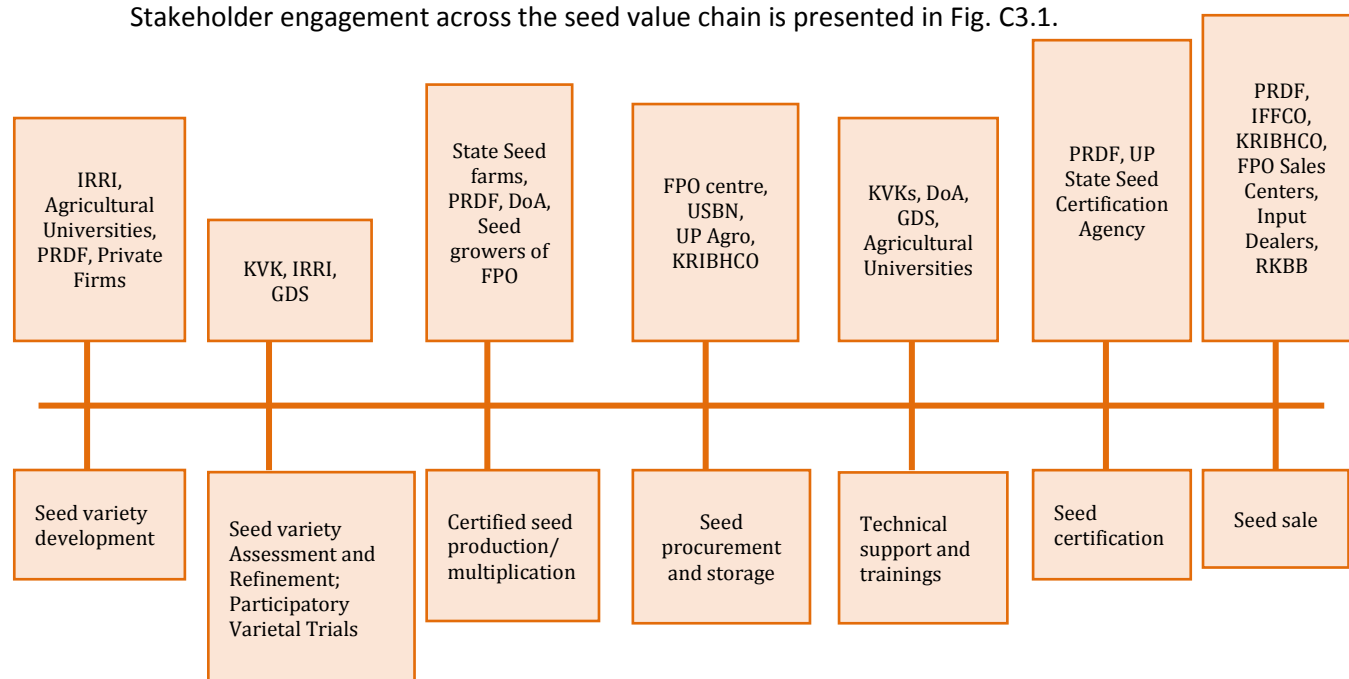 Stakeholder engagement across the seed value chain is presented in Fig. C3.1.
IRRI,
Agricultural
Universities,
PRDF, Private
Firms
KVK, IRRI,
GDS
State Seed
farms,
PRDF, DoA,
Seed
growers of
FPO
FPO centre,
USBN,
UP Agro,
KRIBHCO
KVKs, DoA,
GDS,
Agricultural
Universities
PRDF, UP
State Seed
Certification
Agency
PRDF,
IFFCO,
KRIBHCO,
FPO Sales
Centers,
Input
Dealers,
RKBB
Seed variety
development
Seed variety
Assessment and
Refinement;
Participatory
Varietal Trials
Certified seed
production/
multiplication
Seed
procurement
and storage
Technical
support and
trainings
Seed
certification
Seed sale